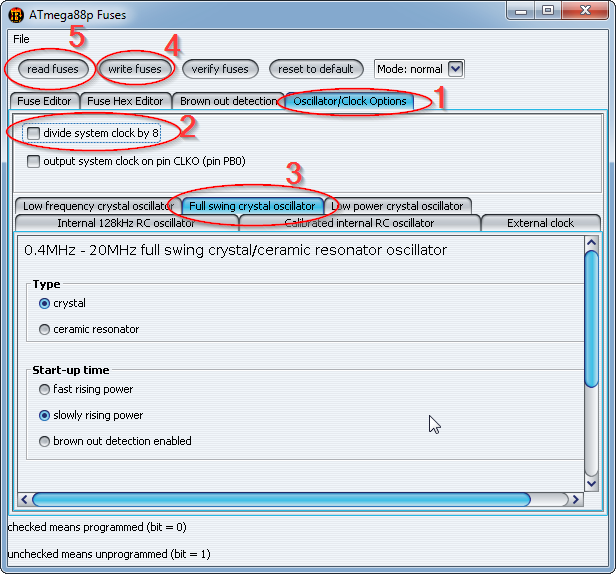 ATmega88p Fuses
File
5 4
read fuses write fuses verify fuses reset to default Mode: normal
Fuse Editor Fuse Hex Editor Brown out detection Oscillator/Clock Options 1
divide system clock by 8 2
output system clock on pin CLKO (pin PB0)
3
Low frequency crystal oscillator Full swing crystal oscillator Low power crystal oscillator
Internal 128kHz RC oscillator Calibrated internal RC oscillator External clock
0.4MHz - 20MHz full swing crystal/ceramic resonator oscillator
Type
crystal
ceramic resonator
Start-up time
fast rising power
slowly rising power
brown out detection enabled
checked means programmed (bit = 0)
unchecked means unprogrammed (bit = 1)